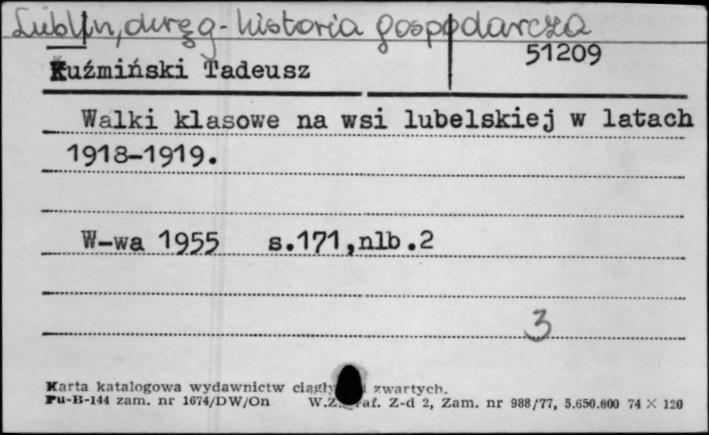 Lublin, okręg - historia gospodarcza
51209
Kuźmiński Tadeusz
Walki klasowe na wsi lubelskiej w latach
1918-1919.
W-wa 1955 s.171,nlb.2
3
Karta katalogowa wydawnictw ciągły zwartych.
Pu-B-144 zam. nr 1674/DW/On W.Z. raf. Z-d 2, Zam. nr 988/77, 5.650.000 74 × 120